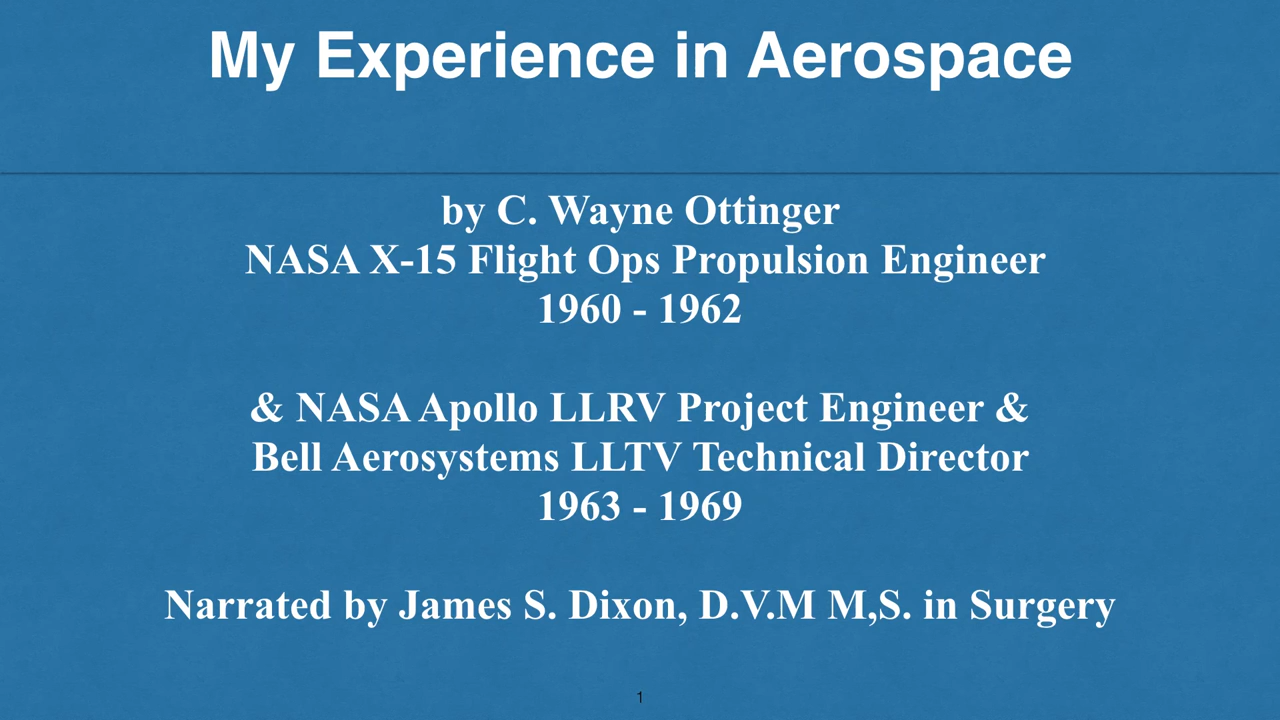 My Experience in Aerospace
by C. Wayne Ottinger
NASA X-15 Flight Ops Propulsion Engineer
1960 - 1962
& NASA Apollo LLRV Project Engineer &
Bell Aerosystems LLTV Technical Director
1963 - 1969
Narrated by James S. Dixon, D.V.M M,S. in Surgery
1